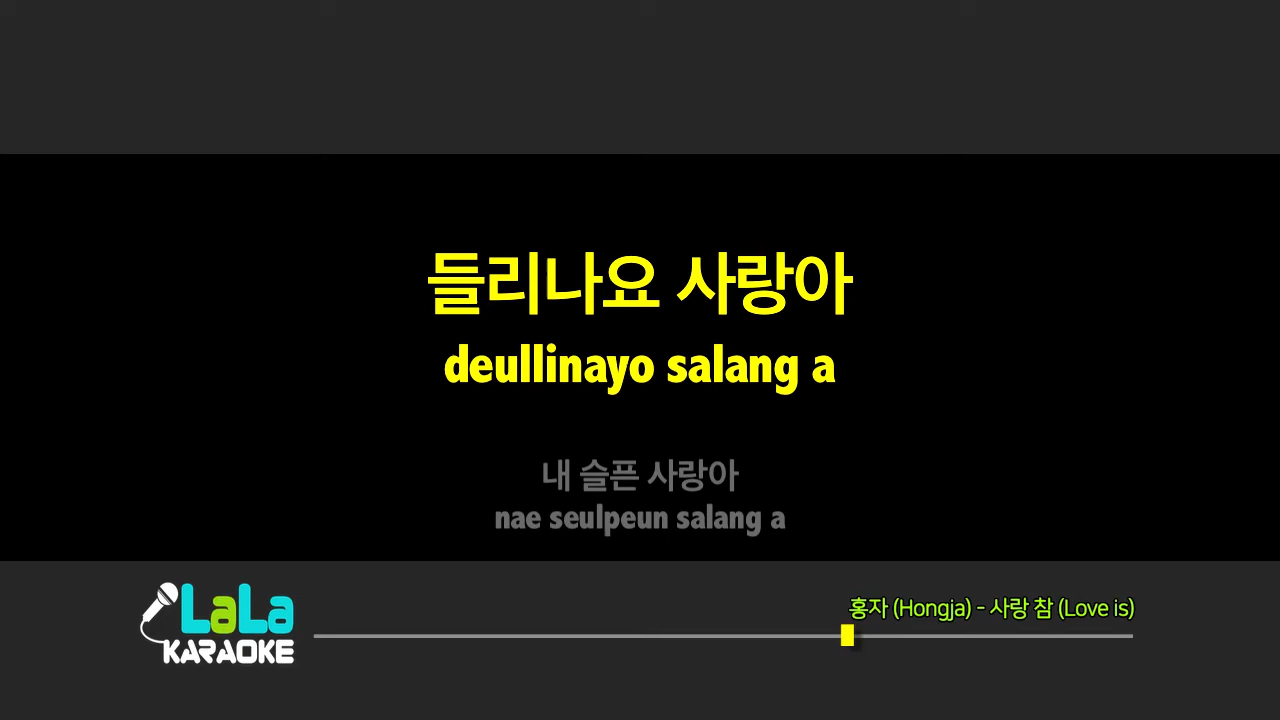 들리나요 사랑아
deullinayo salang a
내 슬픈 사랑아
nae seulpeun salang a
홍자 (Hongja) - 사랑 참 (Love is)
LaLa
KARAOKE